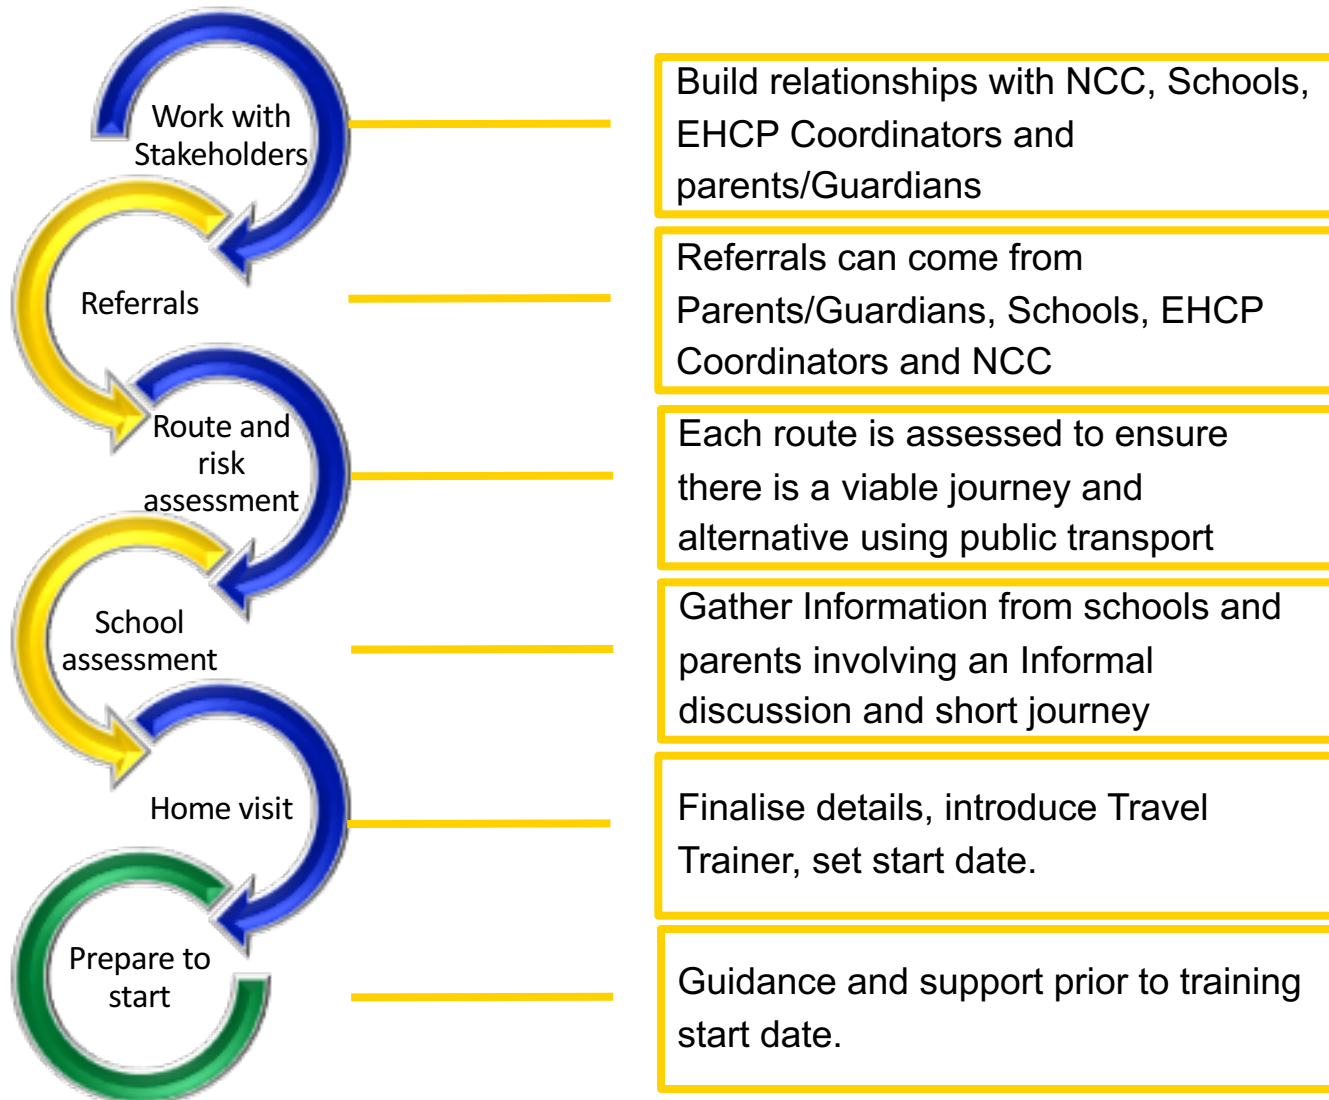 Work with
Stakeholders
Build relationships with NCC, Schools,
EHCP Coordinators and
parents/Guardians
Referrals
Referrals can come from
Parents/Guardians, Schools, EHCP
Coordinators and NCC
Route and
risk
assessment
Each route is assessed to ensure
there is a viable journey and
alternative using public transport
School
assessment
Gather Information from schools and
parents involving an Informal
discussion and short journey
Home visit
Finalise details, introduce Travel
Trainer, set start date.
Prepare to
start
Guidance and support prior to training
start date.